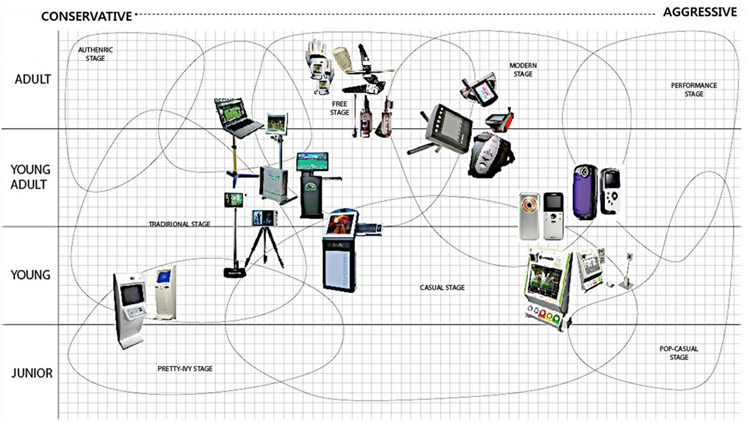 CONSERVATIVE
AGGRESSIVE
AUTHENRIC
STAGE
MODERN
STAGE
ADULT
PERFORMANCE
STAGE
FREE
STAGE
YOUNG
ADULT
TRADIRIONAL STAGE
YOUNG
CASUAL STAGE
POP-CASUAL
STAGE
JUNIOR
PRETTY-IVY STAGE